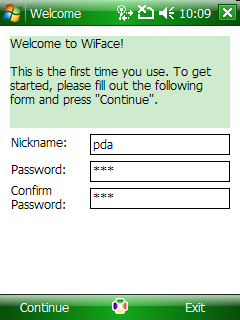 Welcome
10:09
Welcome to WiFace!
This is the first time you use. To get
started, please fill out the following
form and press "Continue".
Nickname:
pda
Password:
***
Confirm
Password:
***
Continue
Exit